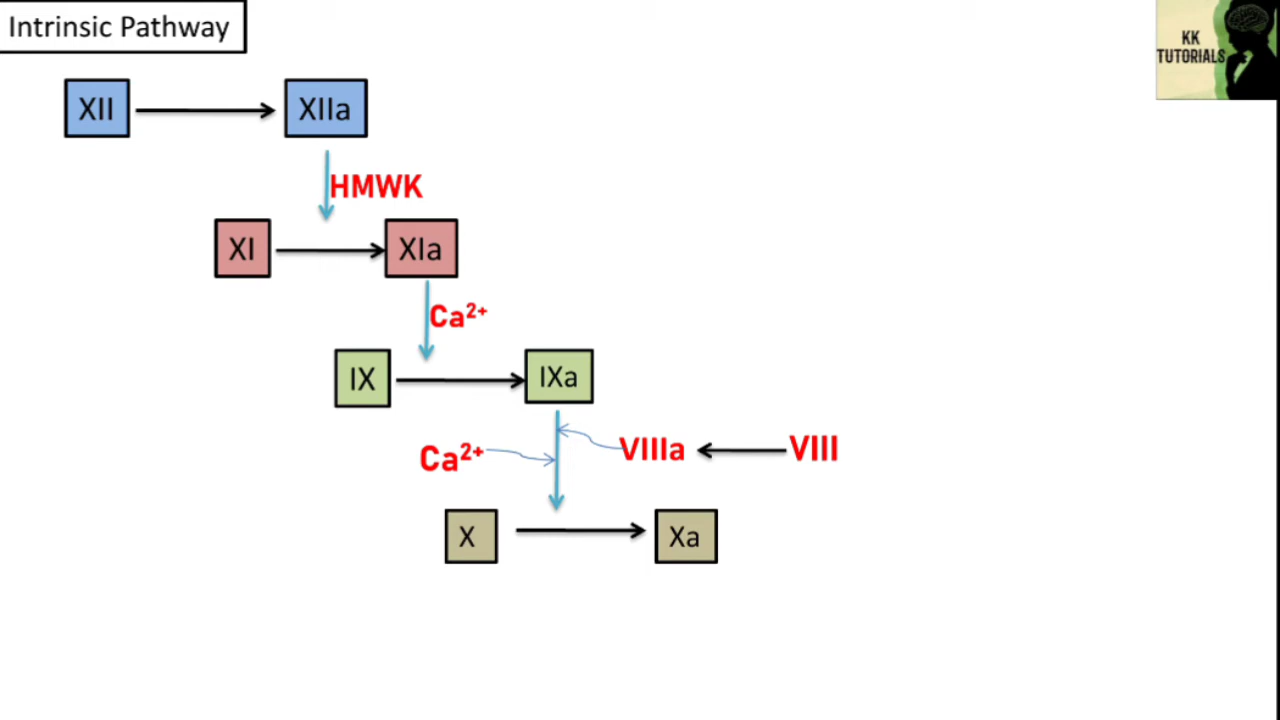 Intrinsic Pathway
KK
TUTORIALS
XII
XIIa
HMWK
XI
XIa
Ca²⁺
IX
IXa
Ca²⁺
VIIIa
VIII
X
Xa